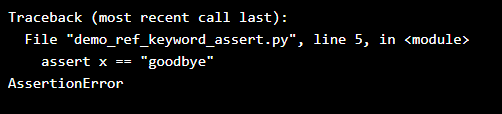 Traceback (most recent call last):
  File "demo_ref_keyword_assert.py", line 5, in <module>
    assert x == "goodbye"
AssertionError